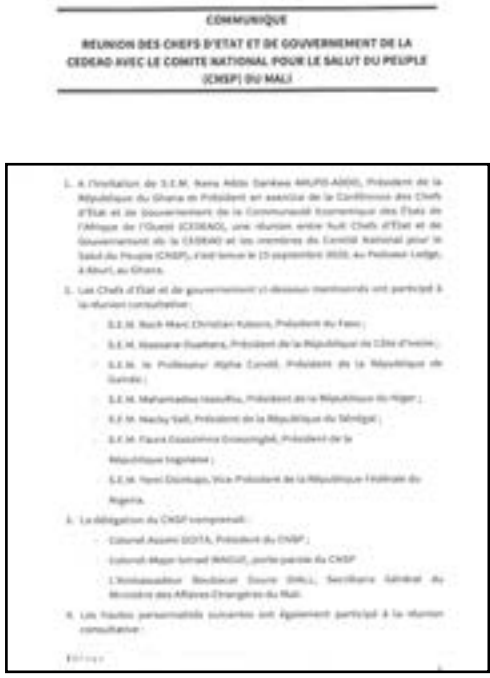 COMMUNIQUE
REUNION DES CHEFS D'ETAT ET DE GOUVERNEMENT DE LA
CEDEAO AVEC LE COMITE NATIONAL POUR LE SALUT DU PEUPLE
(CNSP) DU MALI
1. A l'invitation de S.E.M. Nana Addo Dankwa AKUFO-ADDO, Président de la
République du Ghana et Président en exercice de la Conférence des Chefs
d'Etat et de Gouvernement de la Communauté Economique des États de
l'Afrique de l'Ouest (CEDEAO), une réunion entre huit Chefs d'Etat et de
Gouvernement de la CEDEAO et les membres du Comité National pour le
Salut du Peuple (CNSP), s'est tenue le 15 septembre 2020, au Peduase Lodge,
à Aburi, au Ghana.
2. Les Chefs d'Etat et de gouvernement ci-dessous mentionnés ont participé à
la réunion consultative :
- S.E.M. Roch Marc Christian Kabore, Président du Faso ;
- S.E.M. Alassane Ouattara, Président de la République de Côte d'Ivoire ;
- S.E.M. le Professeur Alpha Condé, Président de la République de
Guinée ;
- S.E.M. Mahamadou Issoufou, Président de la République du Niger ;
- S.E.M. Macky Sall, Président de la République du Sénégal ;
- S.E.M. Faure Essozimna Gnassingbé, Président de la
République togolaise ;
- S.E.M. Yemi Osinbajo, Vice Président de la République Fédérale du
Nigeria.
3. La délégation du CNSP comprenait :
- Colonel Assimi GOITA, Président du CNSP ;
- Colonel-Major Ismael WAGUE, porte-parole du CNSP
- L'Ambassadeur Boubacar Gouro DIALL, Secrétaire Général du
Ministère des Affaires Etrangères du Mali.
4. Les hautes personnalités suivantes ont également participé à la réunion
consultative :